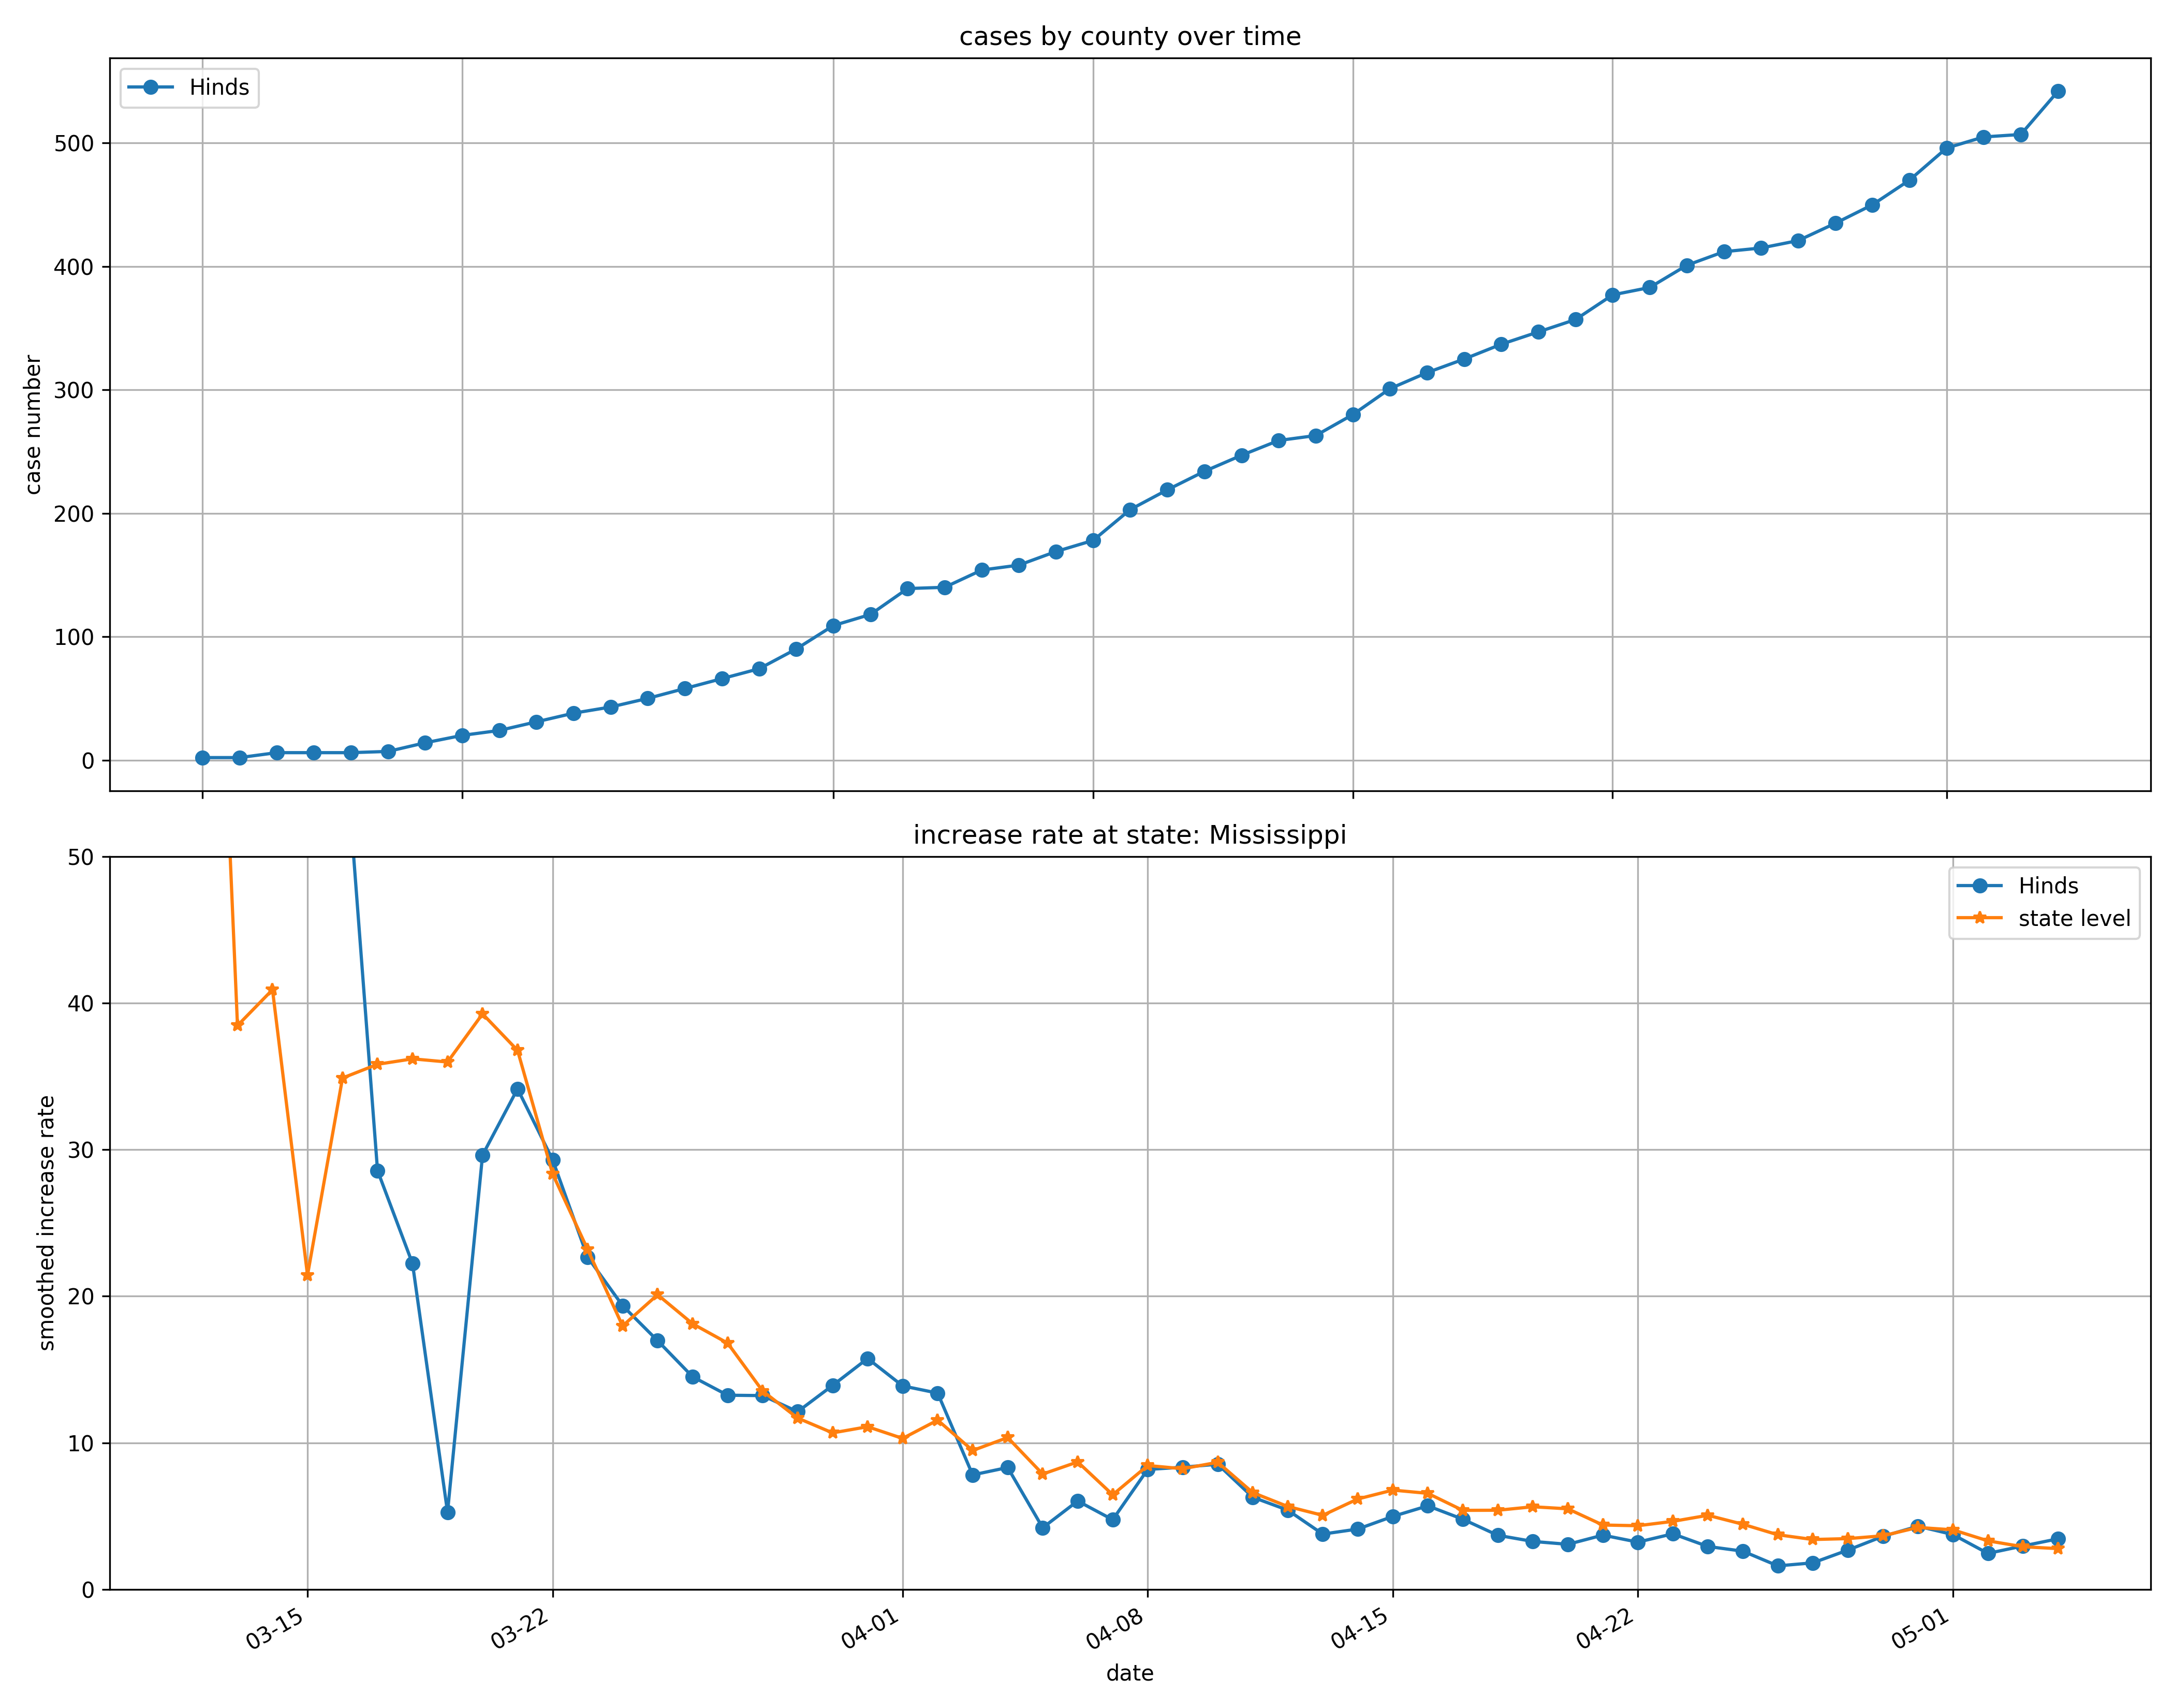 cases by county over time
Hinds
500
400
300
200
100
0
case number
increase rate at state: Mississippi
Hinds
state level
50
40
30
20
10
0
smoothed increase rate
03-15
03-22
04-01
04-08
04-15
04-22
05-01
date